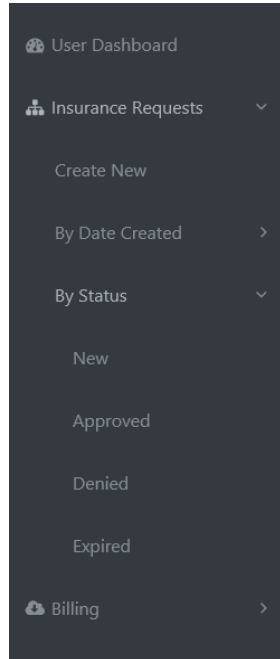 User Dashboard
Insurance Requests
Create New
By Date Created
By Status
New
Approved
Denied
Expired
Billing